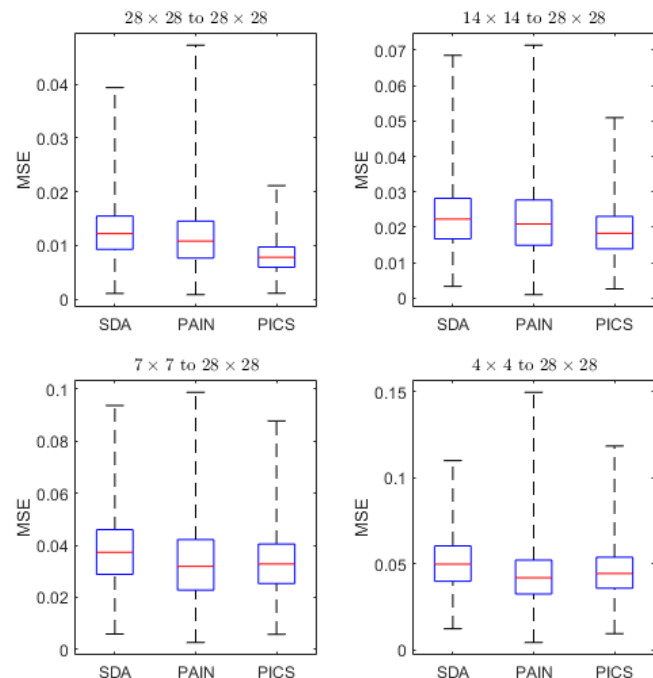 28 × 28 to 28 × 28
MSE
0.04
0.03
0.02
0.01
0
SDA PAIN PICS
14 × 14 to 28 × 28
MSE
0.07
0.06
0.05
0.04
0.03
0.02
0.01
0
SDA PAIN PICS
7 × 7 to 28 × 28
MSE
0.1
0.08
0.06
0.04
0.02
0
SDA PAIN PICS
4 × 4 to 28 × 28
MSE
0.15
0.1
0.05
0
SDA PAIN PICS